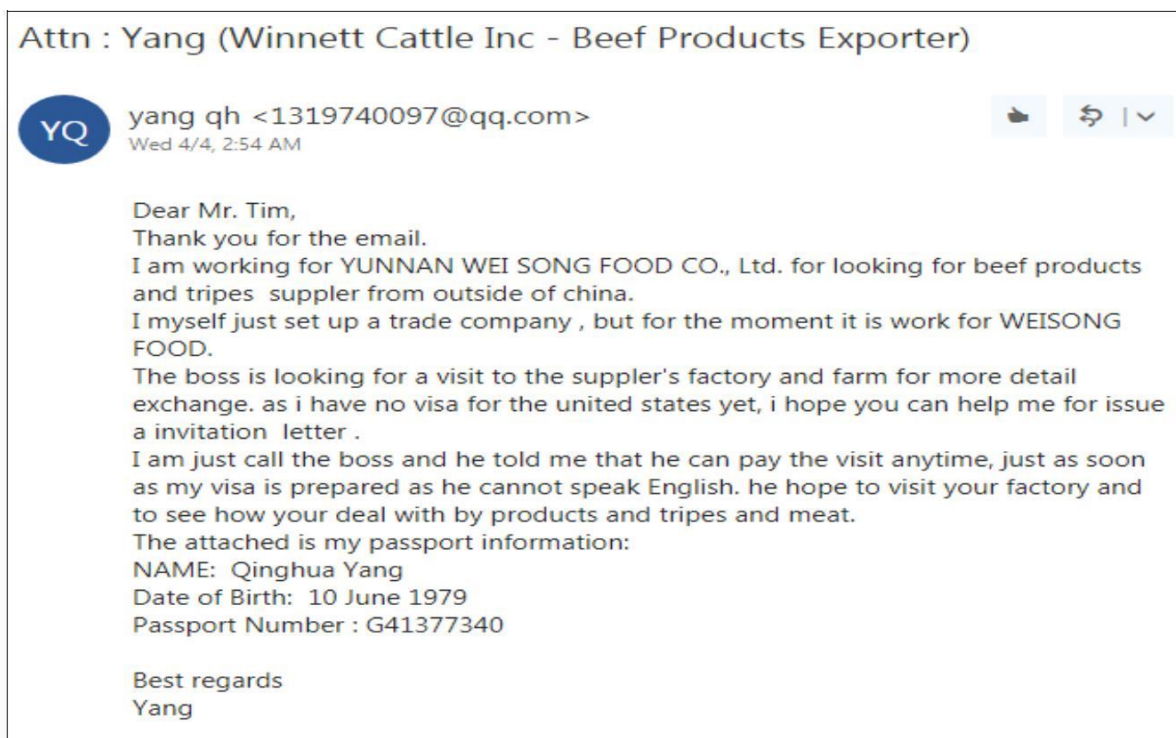 Attn : Yang (Winnett Cattle Inc - Beef Products Exporter)
YQ
yang qh <1319740097@qq.com>
Wed 4/4, 2:54 AM
Dear Mr. Tim,
Thank you for the email.
I am working for YUNNAN WEI SONG FOOD CO., Ltd. for looking for beef products
and tripes  suppler from outside of china.
I myself just set up a trade company , but for the moment it is work for WEISONG
FOOD.
The boss is looking for a visit to the suppler's factory and farm for more detail
exchange. as i have no visa for the united states yet, i hope you can help me for issue
a invitation  letter .
I am just call the boss and he told me that he can pay the visit anytime, just as soon
as my visa is prepared as he cannot speak English. he hope to visit your factory and
to see how your deal with by products and tripes and meat.
The attached is my passport information:
NAME:  Qinghua Yang
Date of Birth:  10 June 1979
Passport Number : G41377340
Best regards
Yang